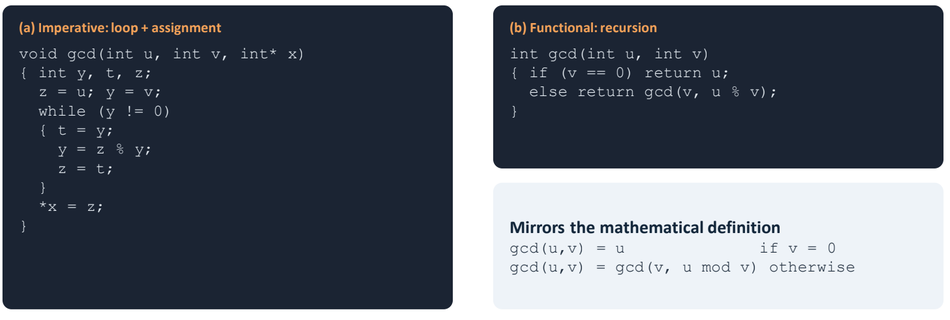 (a) Imperative: loop + assignment
void gcd(int u, int v, int* x)
{ int y, t, z;
  z = u; y = v;
  while (y != 0)
  { t = y;
    y = z % y;
    z = t;
  }
  *x = z;
}
(b) Functional: recursion
int gcd(int u, int v)
{ if (v == 0) return u;
  else return gcd(v, u % v);
}
Mirrors the mathematical definition
gcd(u,v) = u              if v = 0
gcd(u,v) = gcd(v, u mod v) otherwise